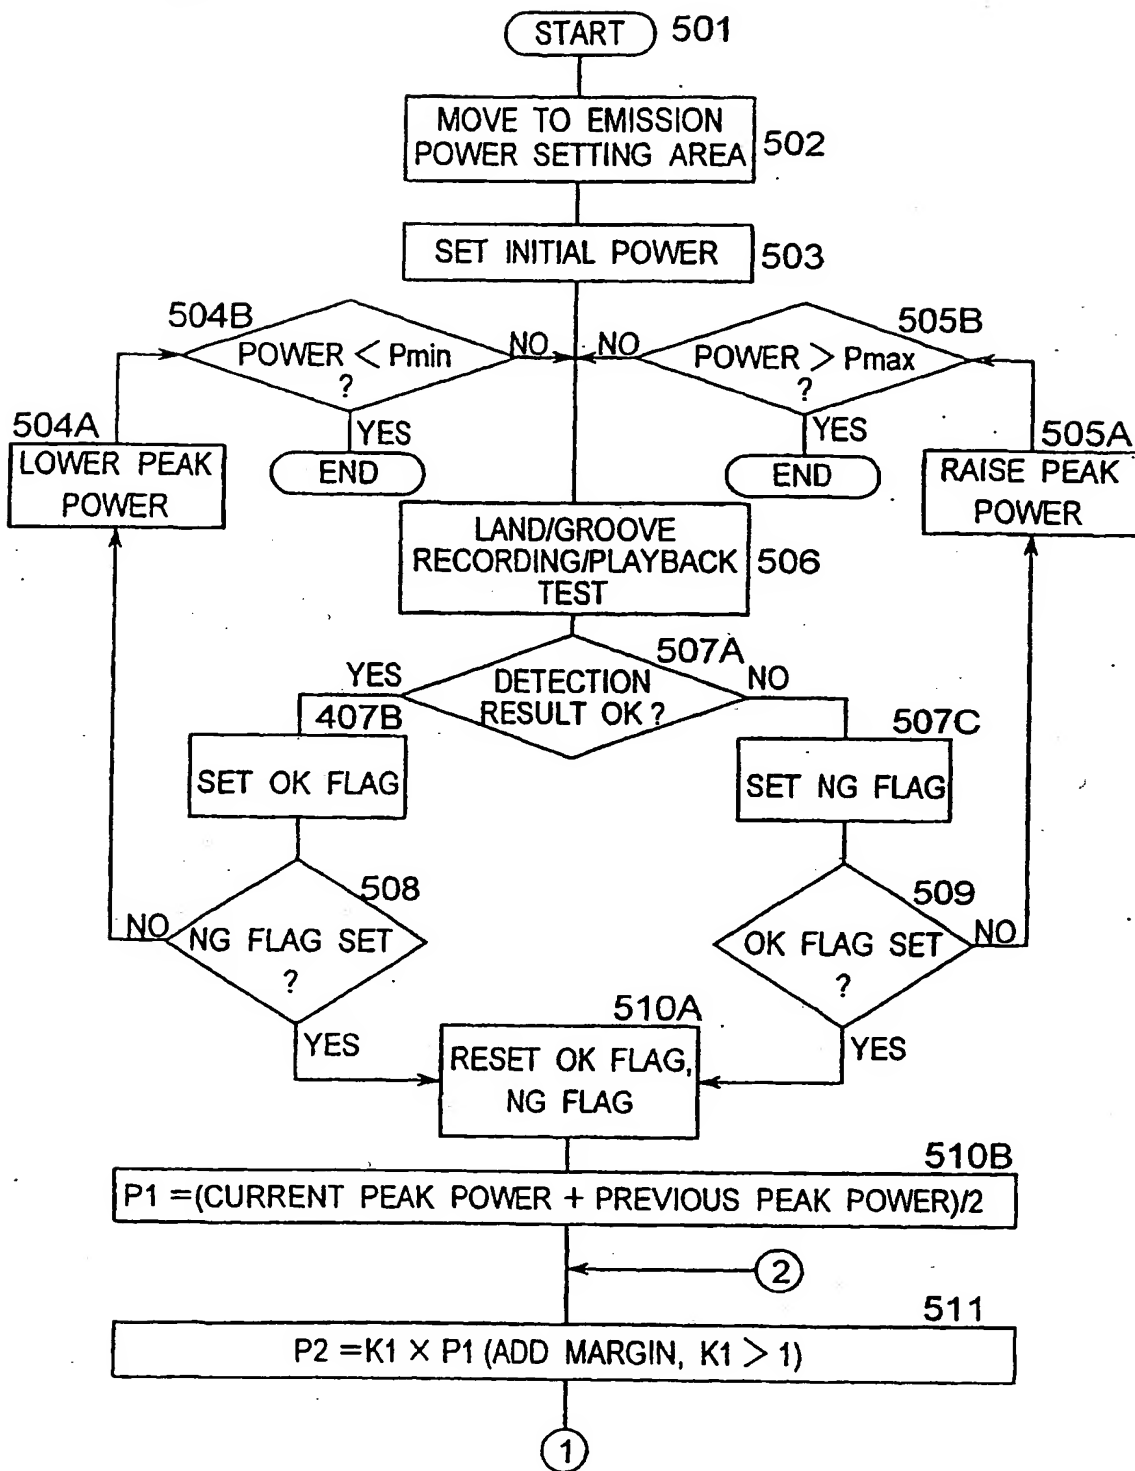 START 501
MOVE TO EMISSION
POWER SETTING AREA 502
SET INITIAL POWER 503
504B
POWER < Pmin
?
NO
YES
END
505B
POWER > Pmax
?
NO
YES
END
504A
LOWER PEAK
POWER
505A
RAISE PEAK
POWER
LAND/GROOVE
RECORDING/PLAYBACK
TEST
506
507A
DETECTION
RESULT OK ?
YES
NO
407B
SET OK FLAG
507C
SET NG FLAG
508
NG FLAG SET
?
NO
YES
509
OK FLAG SET
?
NO
YES
510A
RESET OK FLAG,
NG FLAG
510B
P1 =(CURRENT PEAK POWER + PREVIOUS PEAK POWER)/2
2
511
P2 =K1 × P1 (ADD MARGIN, K1 > 1)
1